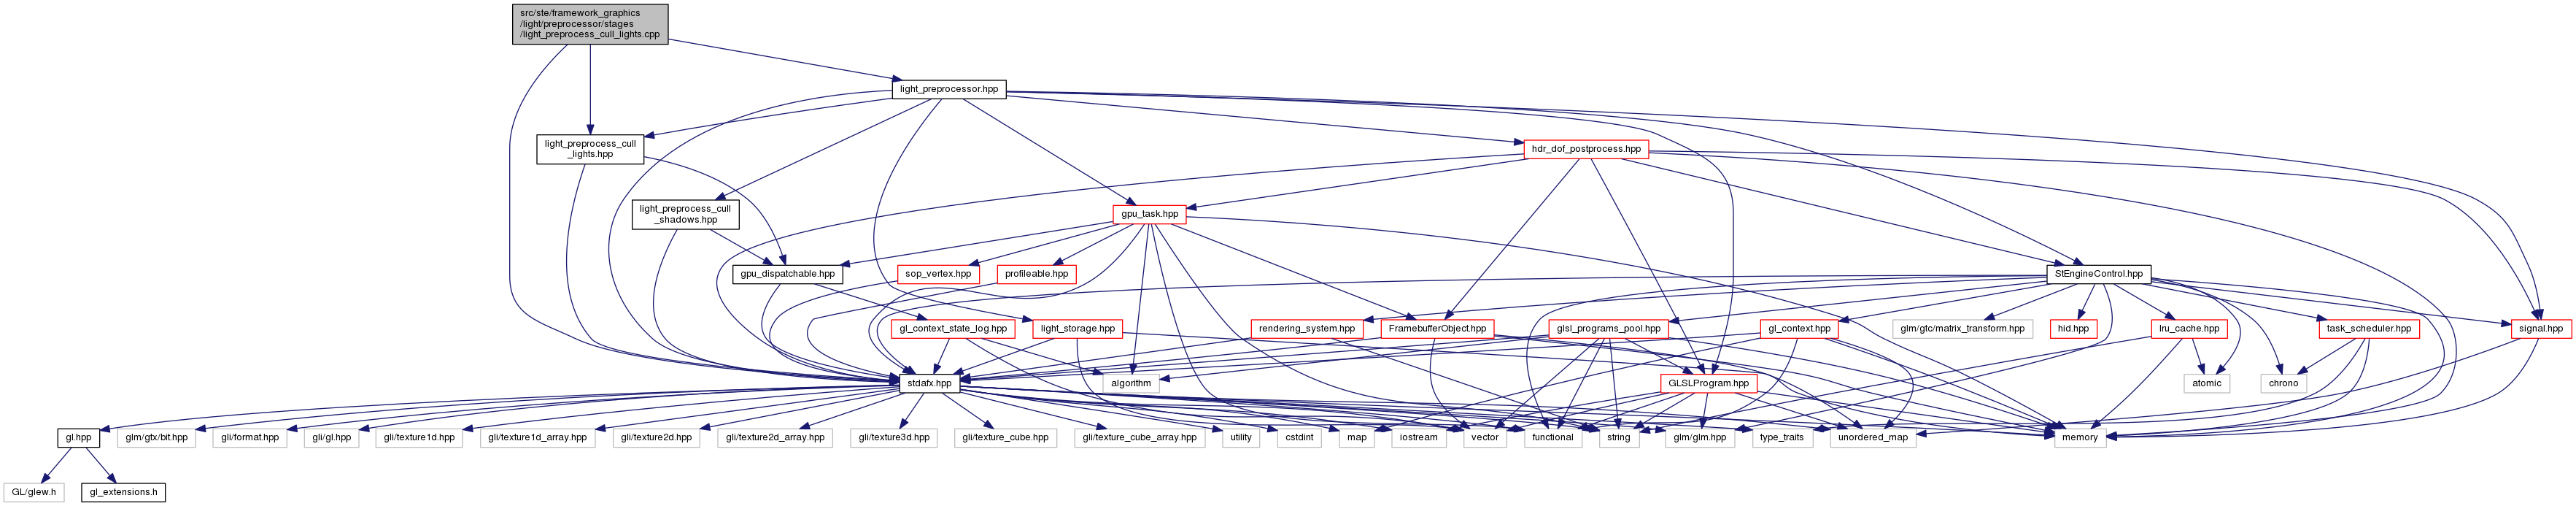 src/ste/framework_graphics
/light/preprocessor/stages
/light_preprocess_cull_lights.cpp
light_preprocessor.hpp
light_preprocess_cull
_lights.hpp
hdr_dof_postprocess.hpp
light_preprocess_cull
_shadows.hpp
gpu_task.hpp
gpu_dispatchable.hpp
sop_vertex.hpp
profileable.hpp
StEngineControl.hpp
gl_context_state_log.hpp
light_storage.hpp
rendering_system.hpp
FramebufferObject.hpp
glsl_programs_pool.hpp
gl_context.hpp
glm/gtc/matrix_transform.hpp
hid.hpp
lru_cache.hpp
task_scheduler.hpp
signal.hpp
stdafx.hpp
algorithm
GLSLProgram.hpp
atomic
chrono
gl.hpp
glm/gtx/bit.hpp
gli/format.hpp
gli/gl.hpp
gli/texture1d.hpp
gli/texture1d_array.hpp
gli/texture2d.hpp
gli/texture2d_array.hpp
gli/texture3d.hpp
gli/texture_cube.hpp
gli/texture_cube_array.hpp
utility
cstdint
map
iostream
vector
functional
string
glm/glm.hpp
type_traits
unordered_map
memory
GL/glew.h
gl_extensions.h